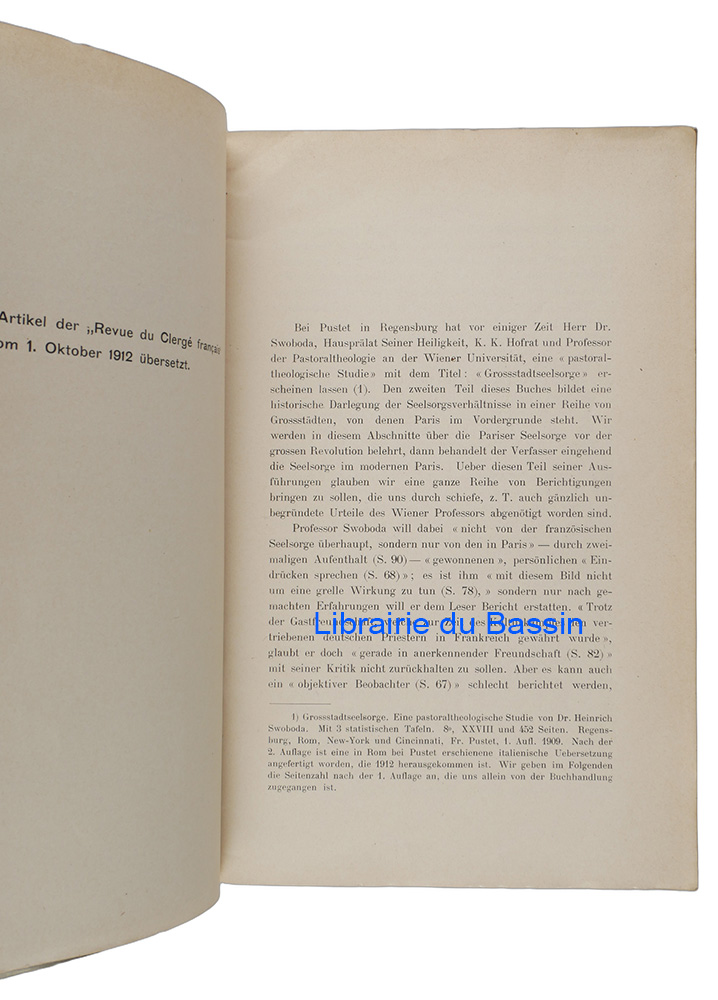 Artikel der „Revue du Clergé français
om 1. Oktober 1912 übersetzt.
Bei Pustet in Regensburg hat vor einiger Zeit Herr Dr.
Swoboda, Hausprälat Seiner Heiligkeit, K. K. Hofrat und Professor
der Pastoraltheologie an der Wiener Universität, eine « pastoral-
theologische Studie » mit dem Titel : « Grossstadtseelsorge » er-
scheinen lassen (1). Den zweiten Teil dieses Buches bildet eine
historische Darlegung der Seelsorgsverhältnisse in einer Reihe von
Grossstädten, von denen Paris im Vordergrunde steht. Wir
werden in diesem Abschnitte über die Pariser Seelsorge vor der
grossen Revolution belehrt, dann behandelt der Verfasser eingehend
die Seelsorge im modernen Paris. Ueber diesen Teil seiner Aus-
führungen glauben wir eine ganze Reihe von Berichtigungen
bringen zu sollen, die uns durch schiefe, z. T. auch gänzlich un-
begründete Urteile des Wiener Professors abgenötigt worden sind.
Professor Swoboda will dabei « nicht von der französischen
Seelsorge überhaupt, sondern nur von den in Paris » — durch zwei-
maligen Aufenthalt (S. 90) — « gewonnenen », persönlichen « Ein-
drücken sprechen (S. 68) » ; es ist ihm « mit diesem Bild nicht
um eine grelle Wirkung zu tun (S. 78), » sondern nur nach ge-
machten Erfahrungen will er dem Leser Bericht erstatten. « Trotz
der Gastfreundschaft, welche zur Zeit des Kulturkampfes den ver-
triebenen deutschen Priestern in Frankreich gewährt wurde »,
glaubt er doch « gerade in anerkennender Freundschaft (S. 82) »
mit seiner Kritik nicht zurückhalten zu sollen. Aber es kann auch
ein « objektiver Beobachter (S. 67) » schlecht berichtet werden,
Librairie du Bassin
1) Grossstadtseelsorge. Eine pastoraltheologische Studie von Dr. Heinrich
Swoboda. Mit 3 statistischen Tafeln. 8º, XXVIII und 452 Seiten. Regens-
burg, Rom, New-York und Cincinnati, Fr. Pustet, 1. Aufl. 1909. Nach der
2. Auflage ist eine in Rom bei Pustet erschienene italienische Uebersetzung
angefertigt worden, die 1912 herausgekommen ist. Wir geben im Folgenden
die Seitenzahl nach der 1. Auflage an, die uns allein von der Buchhandlung
zugegangen ist.